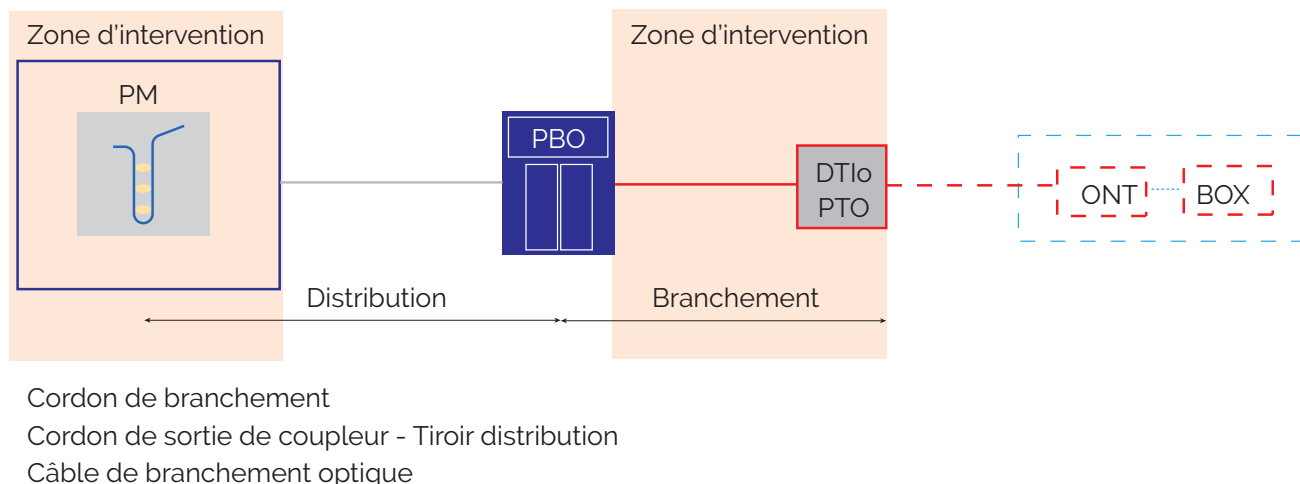 Zone d'intervention
Zone d'intervention
PM
PBO
DTIo
PTO
ONT
BOX
Distribution
Branchement
Cordon de branchement
Cordon de sortie de coupleur - Tiroir distribution
Câble de branchement optique